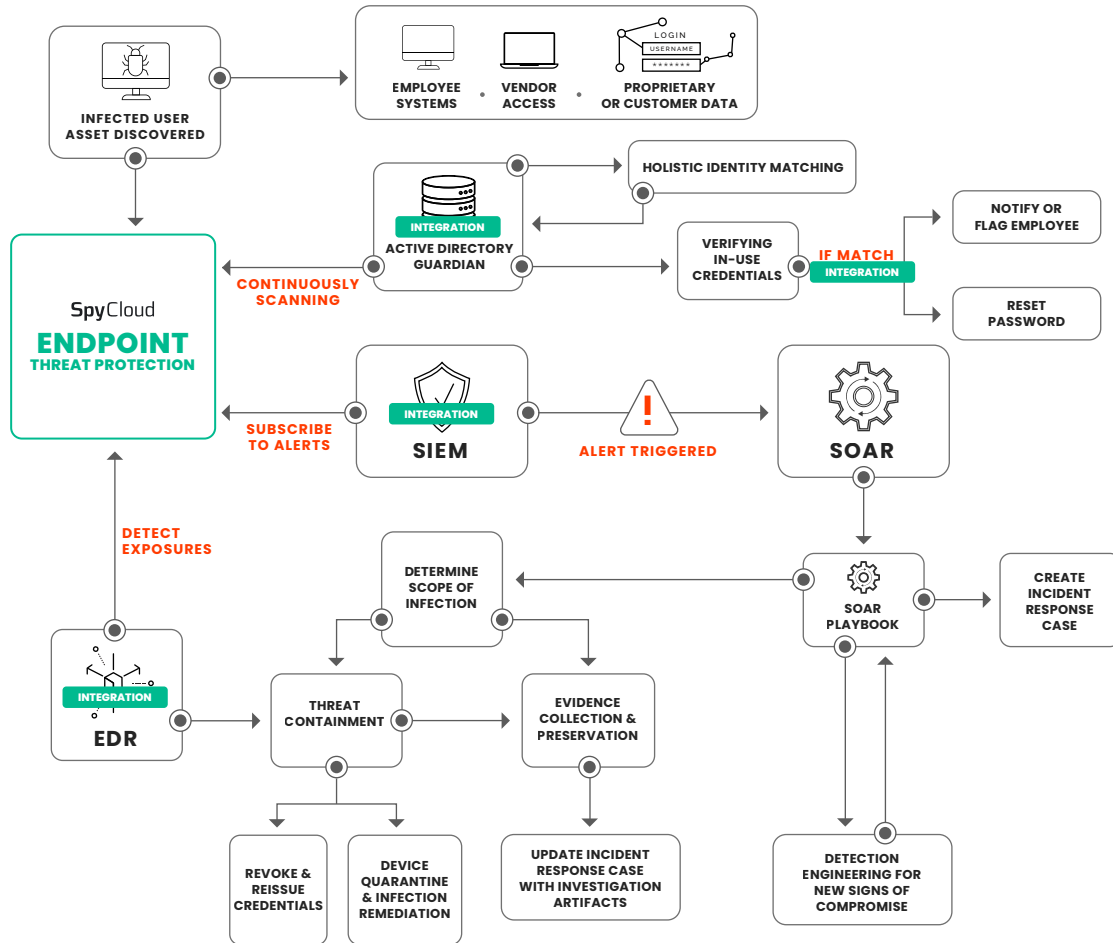 LOGIN
USERNAME
*******
EMPLOYEE
SYSTEMS
•
VENDOR
ACCESS
•
PROPRIETARY
OR CUSTOMER DATA
INFECTED USER
ASSET DISCOVERED
HOLISTIC IDENTITY MATCHING
INTEGRATION
ACTIVE DIRECTORY
GUARDIAN
VERIFYING
IN-USE
CREDENTIALS
IF MATCH
INTEGRATION
NOTIFY OR
FLAG EMPLOYEE
RESET
PASSWORD
CONTINUOUSLY
SCANNING
SpyCloud
ENDPOINT
THREAT PROTECTION
INTEGRATION
SIEM
SUBSCRIBE
TO ALERTS
!
ALERT TRIGGERED
SOAR
DETECT
EXPOSURES
DETERMINE
SCOPE OF
INFECTION
SOAR
PLAYBOOK
CREATE
INCIDENT
RESPONSE
CASE
INTEGRATION
EDR
THREAT
CONTAINMENT
EVIDENCE
COLLECTION &
PRESERVATION
REVOKE &
REISSUE
CREDENTIALS
DEVICE
QUARANTINE
& INFECTION
REMEDIATION
UPDATE INCIDENT
RESPONSE CASE
WITH INVESTIGATION
ARTIFACTS
DETECTION
ENGINEERING FOR
NEW SIGNS OF
COMPROMISE